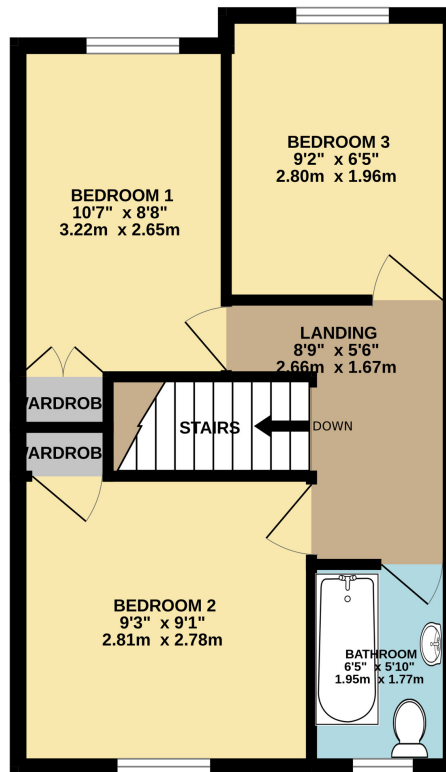 BEDROOM 3
9'2" x 6'5"
2.80m x 1.96m
BEDROOM 1
10'7" x 8'8"
3.22m x 2.65m
LANDING
8'9" x 5'6"
2.66m x 1.67m
WARDROB
STAIRS
DOWN
WARDROB
BEDROOM 2
9'3" x 9'1"
2.81m x 2.78m
BATHROOM
6'5" x 5'10"
1.95m x 1.77m